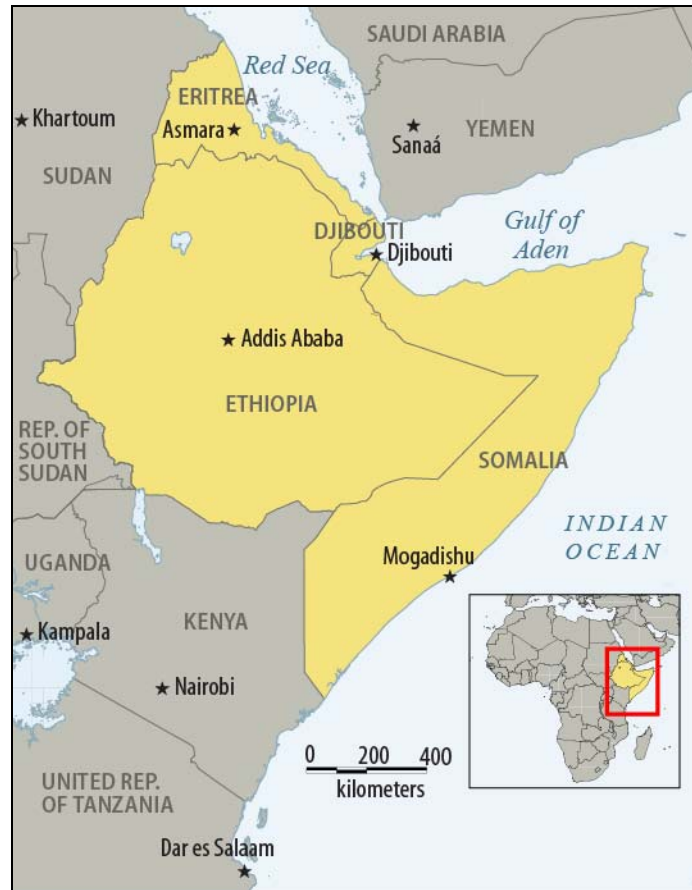 SAUDI ARABIA
Red Sea
ERITREA
Khartoum
Asmara
Sanaá
YEMEN
SUDAN
DJIBOUTI
Gulf of
Aden
Djibouti
Addis Ababa
ETHIOPIA
REP. OF
SOUTH
SUDAN
SOMALIA
INDIAN
OCEAN
UGANDA
Mogadishu
KENYA
Kampala
Nairobi
0 200 400
kilometers
UNITED REP.
OF TANZANIA
Dar es Salaam